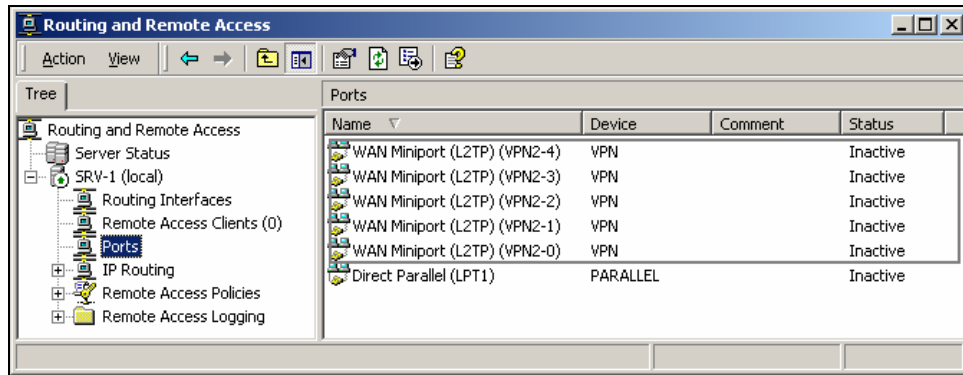 Routing and Remote Access
Action View
Tree
Ports
Routing and Remote Access
Server Status
SRV-1 (local)
Routing Interfaces
Remote Access Clients (0)
Ports
IP Routing
Remote Access Policies
Remote Access Logging
Name Device Comment Status
WAN Miniport (L2TP) (VPN2-4) VPN Inactive
WAN Miniport (L2TP) (VPN2-3) VPN Inactive
WAN Miniport (L2TP) (VPN2-2) VPN Inactive
WAN Miniport (L2TP) (VPN2-1) VPN Inactive
WAN Miniport (L2TP) (VPN2-0) VPN Inactive
Direct Parallel (LPT1) PARALLEL Inactive